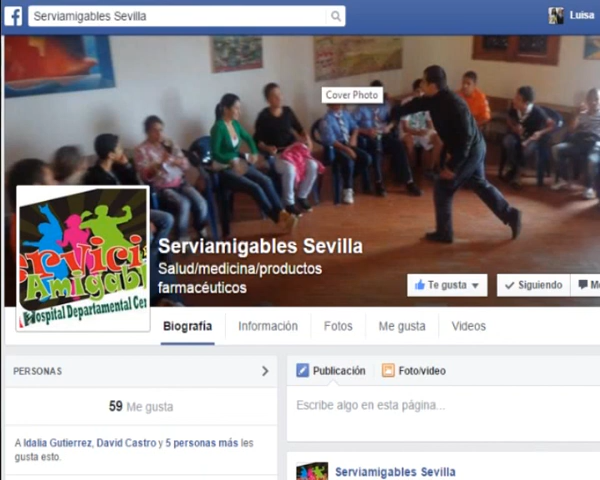 Serviamigables Sevilla
Luisa
Cover Photo
Servicios
Amigabl
Hospital Departamental Cen
Serviamigables Sevilla
Salud/medicina/productos
farmacéuticos
Te gusta
Siguiendo
M
Biografía
Información
Fotos
Me gusta
Videos
PERSONAS
59 Me gusta
A Idalia Gutierrez, David Castro y 5 personas más les
gusta esto.
Publicación
Foto/video
Escribe algo en esta página...
Serviamigables Sevilla